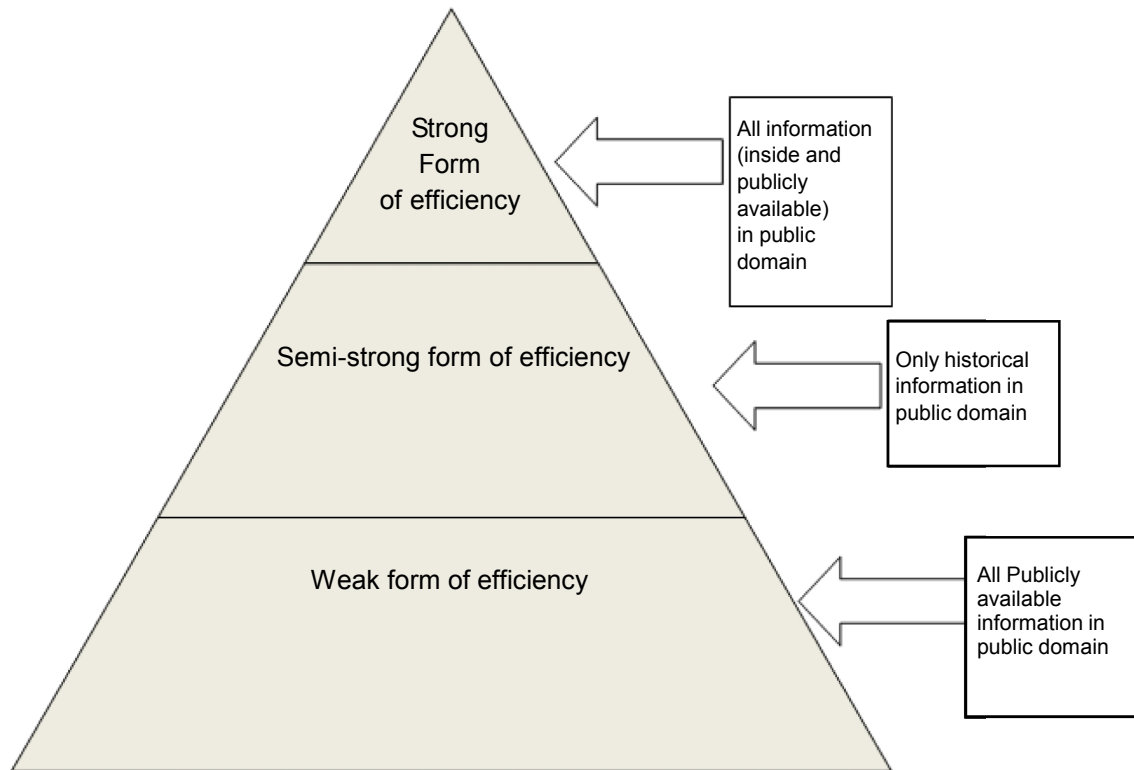 Strong
Form
of efficiency
All information
(inside and
publicly
available)
in public
domain
Semi-strong form of efficiency
Only historical
information in
public domain
Weak form of efficiency
All Publicly
available
information in
public domain